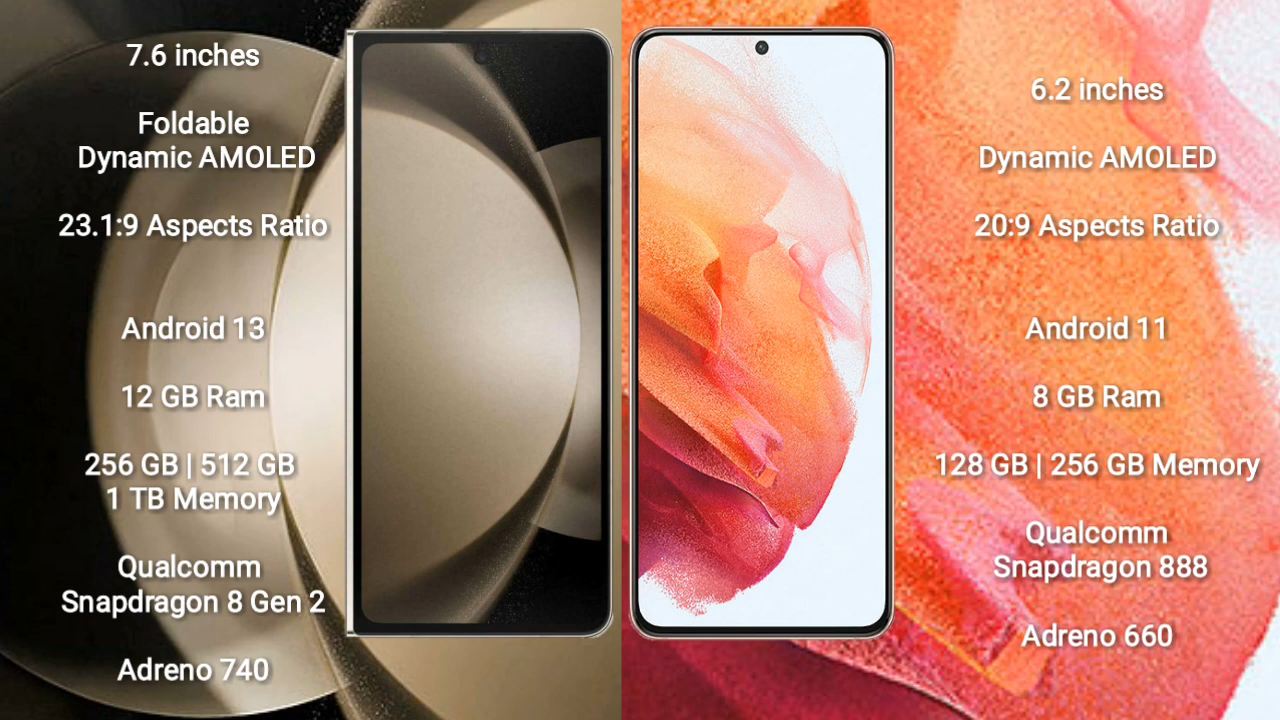 7.6 inches
Foldable
Dynamic AMOLED
23.1:9 Aspects Ratio
Android 13
12 GB Ram
256 GB | 512 GB
1 TB Memory
Qualcomm
Snapdragon 8 Gen 2
Adreno 740
6.2 inches
Dynamic AMOLED
20:9 Aspects Ratio
Android 11
8 GB Ram
128 GB | 256 GB Memory
Qualcomm
Snapdragon 888
Adreno 660